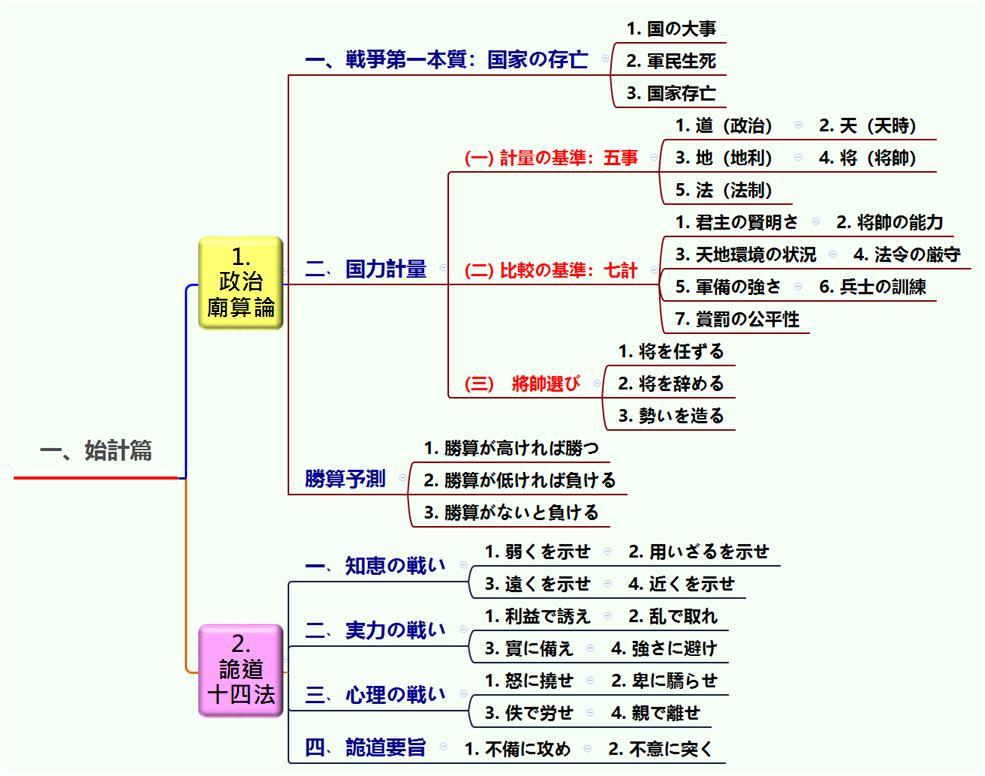 一、始計篇
1.
政治
廟算論
一、戦爭第一本質：国家の存亡
1. 国の大事
2. 軍民生死
3. 国家存亡
二、国力計量
(一) 計量の基準：五事
1. 道（政治） 2. 天（天時）
3. 地（地利） 4. 将（将帥）
5. 法（法制）
(二) 比較の基準：七計
1. 君主の賢明さ 2. 将帥の能力
3. 天地環境の状況 4. 法令の厳守
5. 軍備の強さ 6. 兵士の訓練
7. 賞罰の公平性
(三) 將帥選び
1. 将を任ずる
2. 将を辞める
3. 勢いを造る
勝算予測
1. 勝算が高ければ勝つ
2. 勝算が低ければ負ける
3. 勝算がないと負ける
2.
詭道
十四法
一、知恵の戦い
1. 弱くを示せ 2. 用いざるを示せ
3. 遠くを示せ 4. 近くを示せ
二、実力の戦い
1. 利益で誘え 2. 乱で取れ
3. 實に備え 4. 強さに避け
三、心理の戦い
1. 怒に撓せ 2. 卑に驕らせ
3. 佚で労せ 4. 親で離せ
四、詭道要旨
1. 不備に攻め 2. 不意に突く